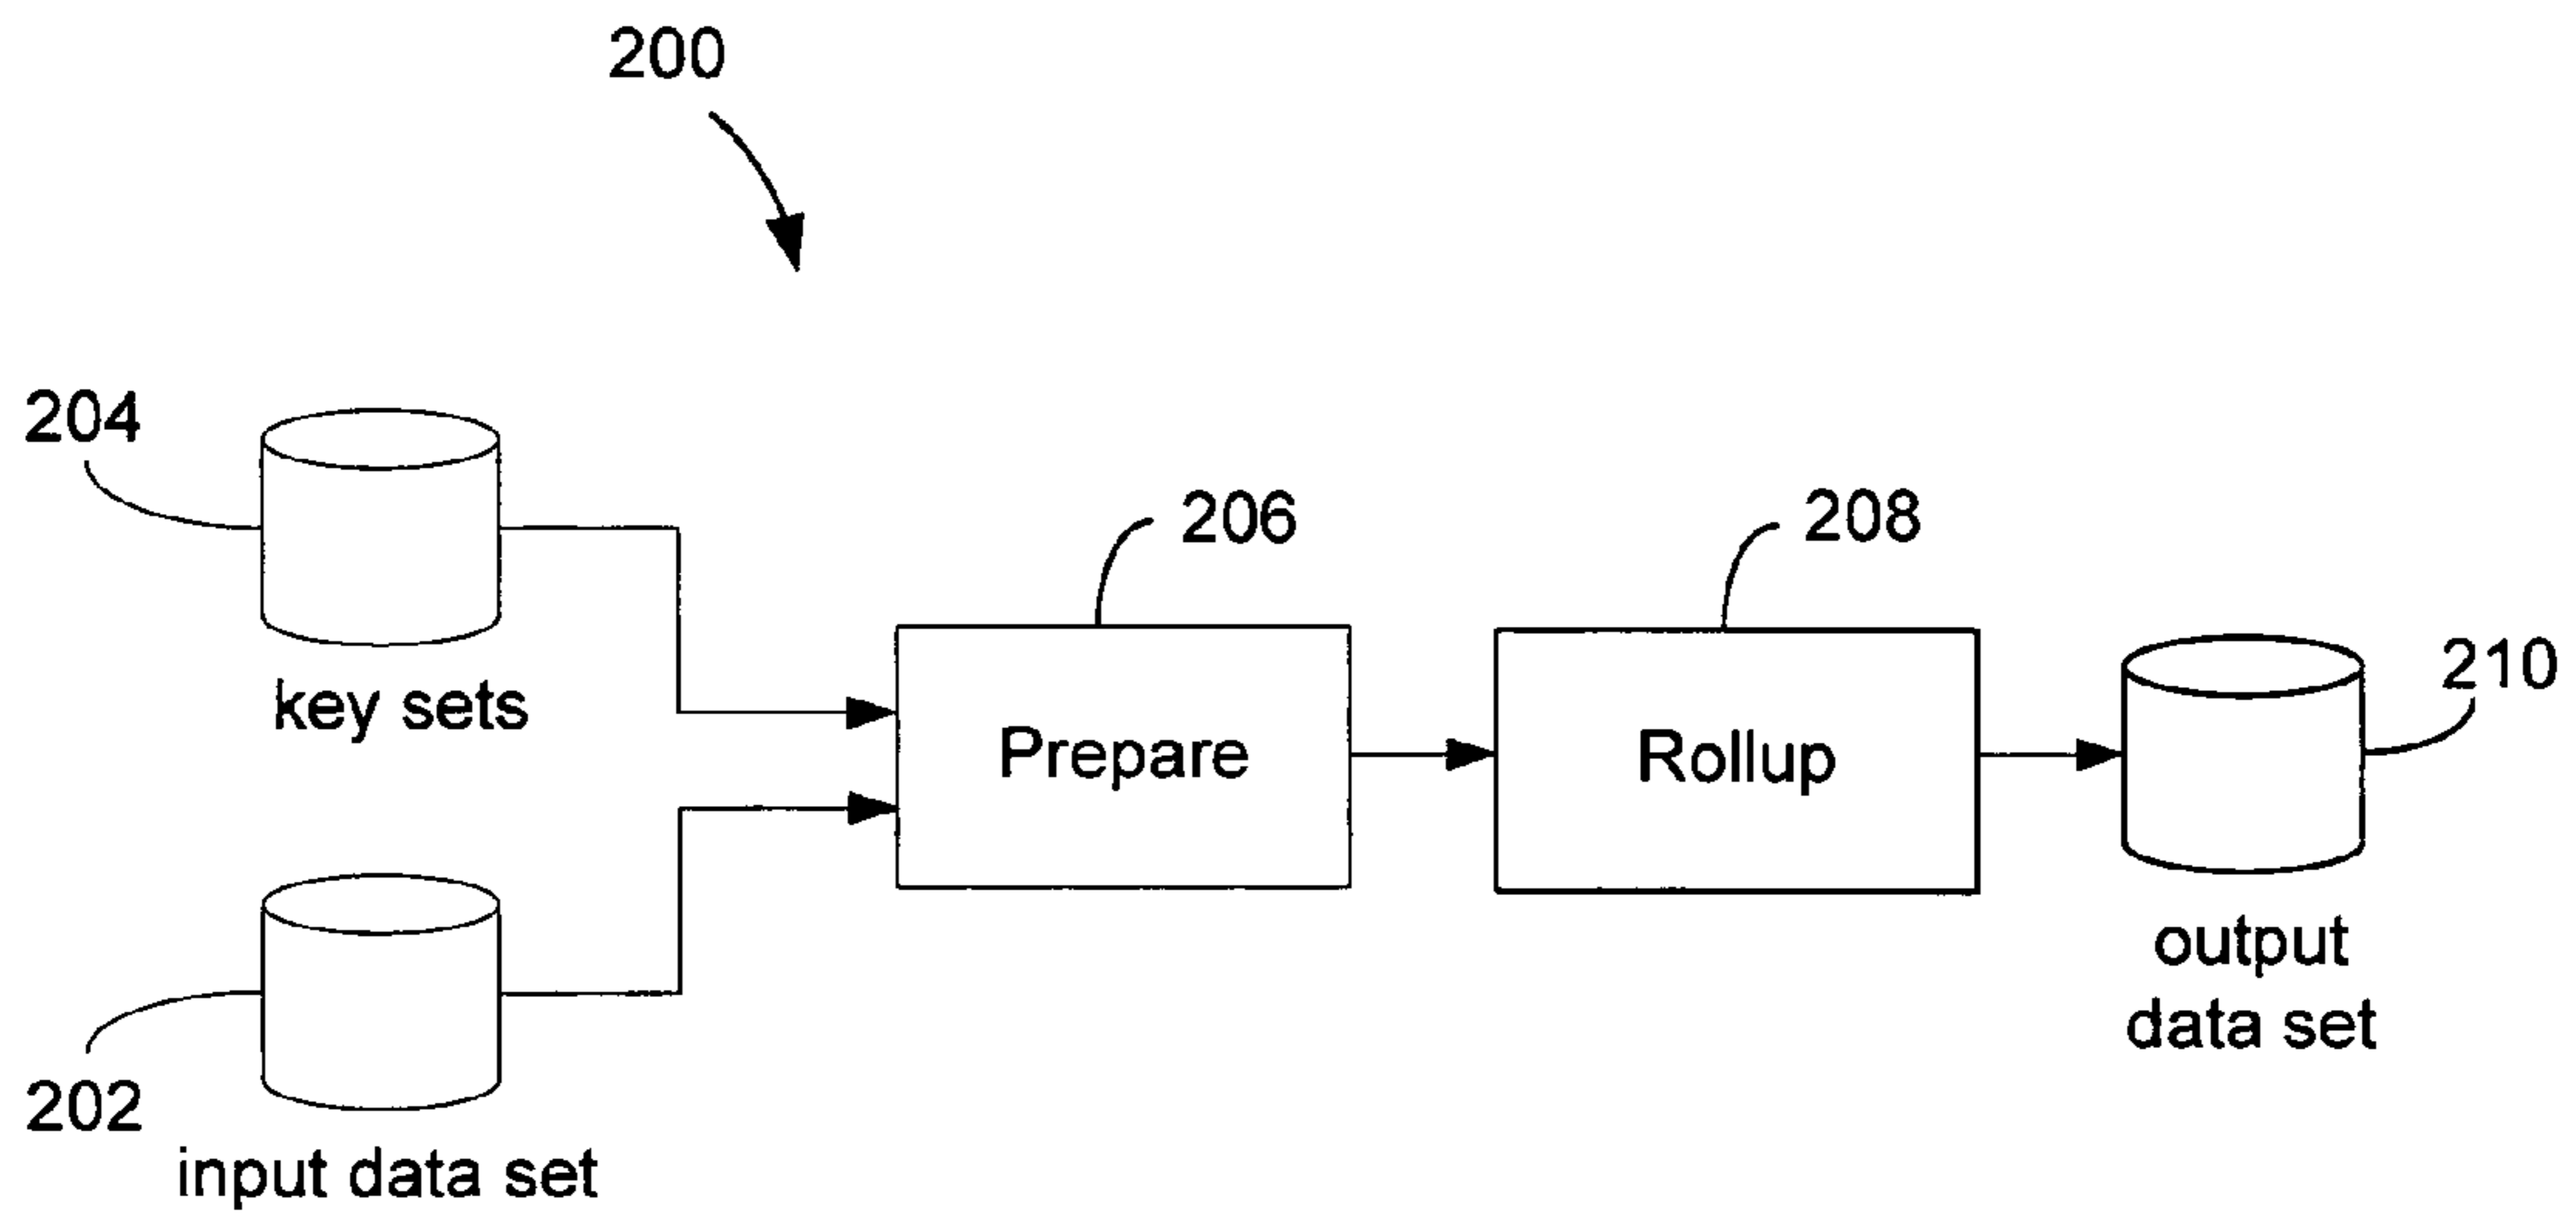 200
204
key sets
206
208
210
Prepare
Rollup
output
data set
202
input data set